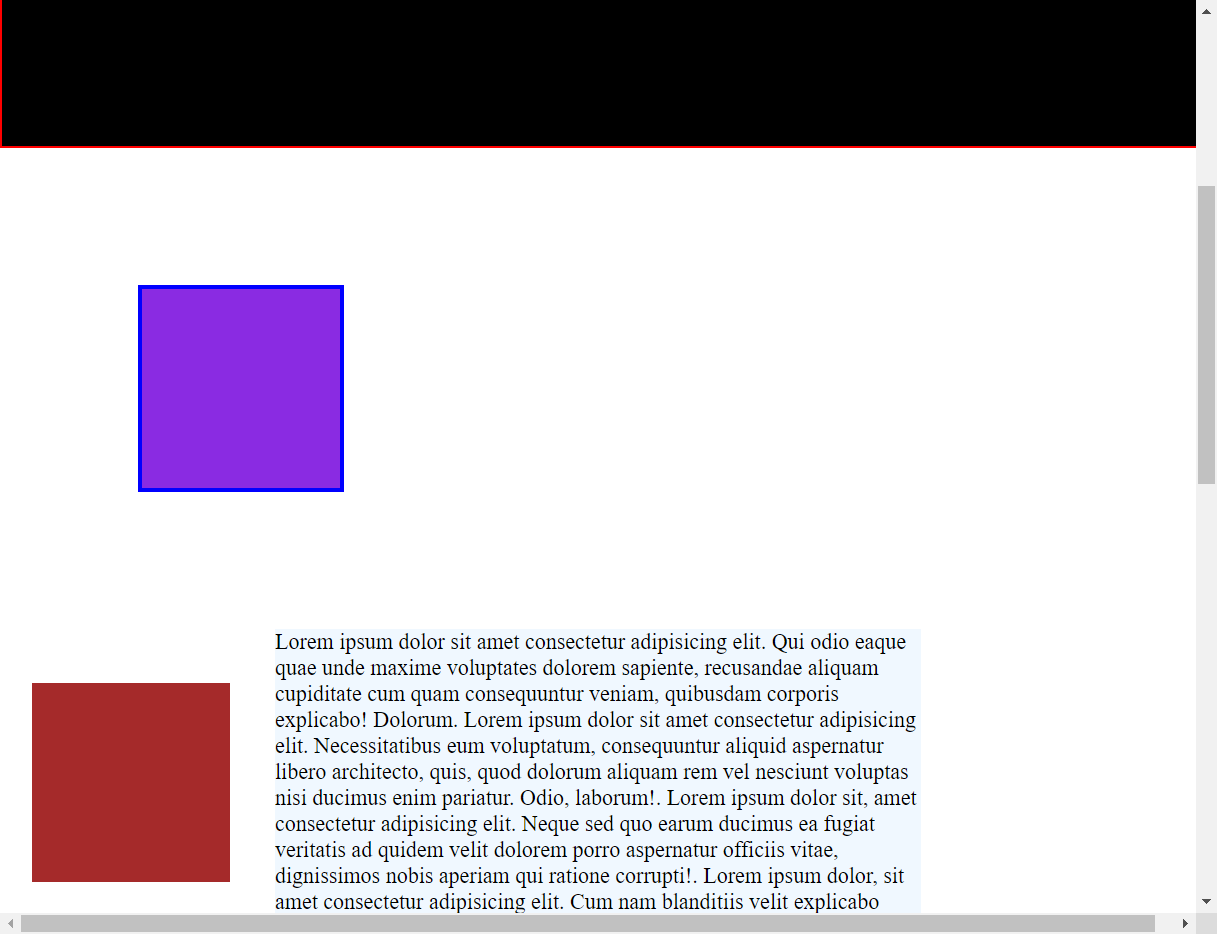 Lorem ipsum dolor sit amet consectetur adipisicing elit. Qui odio eaque
quae unde maxime voluptates dolorem sapiente, recusandae aliquam
cupiditate cum quam consequuntur veniam, quibusdam corporis
explicabo! Dolorum. Lorem ipsum dolor sit amet consectetur adipisicing
elit. Necessitatibus eum voluptatum, consequuntur aliquid aspernatur
libero architecto, quis, quod dolorum aliquam rem vel nesciunt voluptas
nisi ducimus enim pariatur. Odio, laborum!. Lorem ipsum dolor sit, amet
consectetur adipisicing elit. Neque sed quo earum ducimus ea fugiat
veritatis ad quidem velit dolorem porro aspernatur officiis vitae,
dignissimos nobis aperiam qui ratione corrupti!. Lorem ipsum dolor, sit
amet consectetur adipisicing elit. Cum nam blanditiis velit explicabo